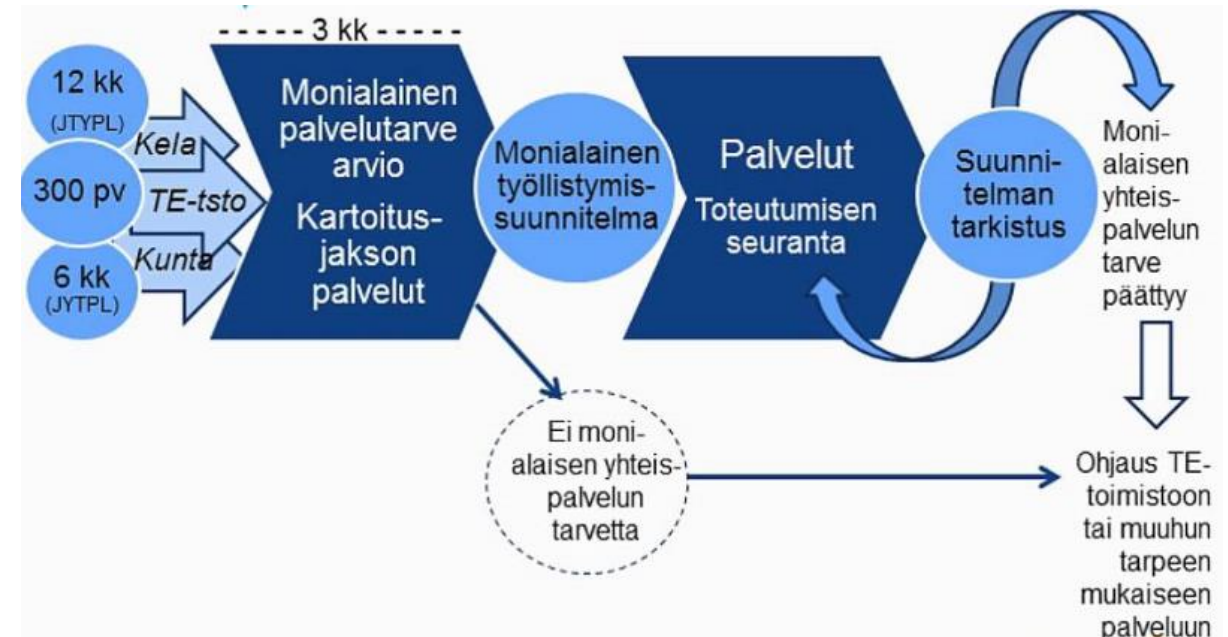 - - - - - 3 kk - - - - -
12 kk
(JTYPL)
300 pv
6 kk
(JYTPL)
Kela
TE-tsto
Kunta
Monialainen
palvelutarve
arvio
Kartoitus-
jakson
palvelut
Monialainen
työllistymis-
suunnitelma
Palvelut
Toteutumisen
seuranta
Suunni-
telman
tarkistus
Moni-
alaisen
yhteis-
palvelun
tarve
päättyy
Ei moni-
alaisen yhteis-
palvelun
tarvetta
Ohjaus TE-
toimistoon
tai muuhun
tarpeen
mukaiseen
palveluun